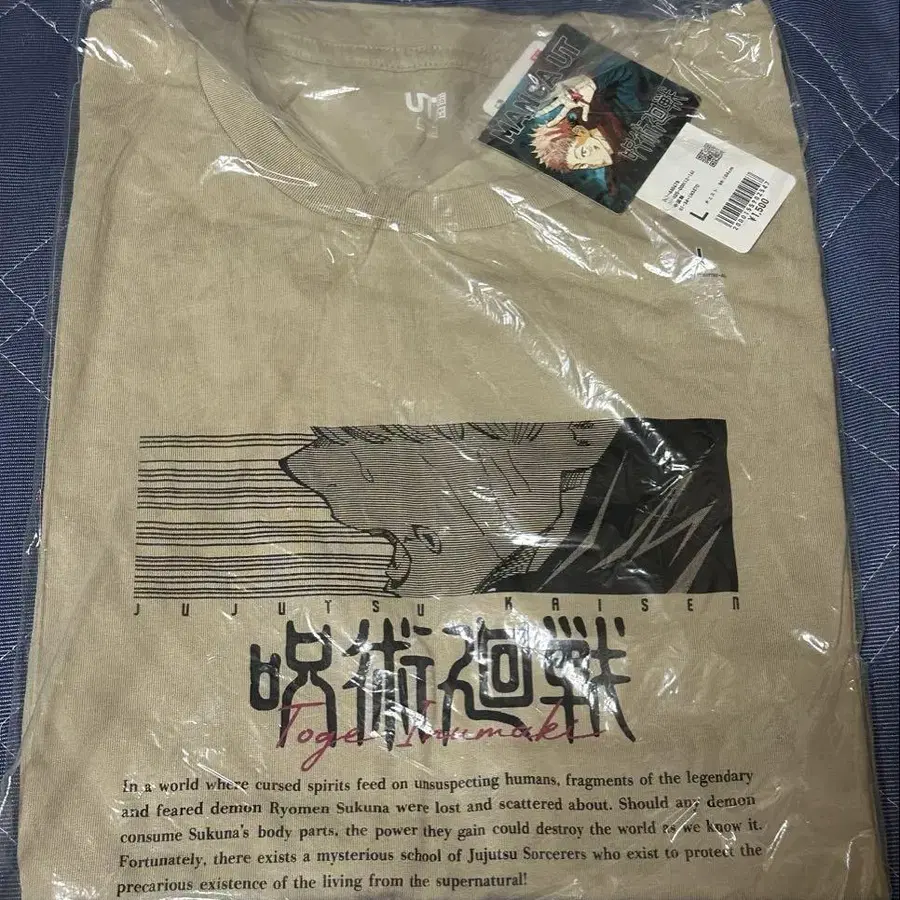 MANGA UT
呪術廻戦
L
¥1,500
JUJUTSU KAISEN
呪術廻戦
Toge Inumaki
In a world where cursed spirits feed on unsuspecting humans, fragments of the legendary
and feared demon Ryomen Sukuna were lost and scattered about. Should any demon
consume Sukuna's body parts, the power they gain could destroy the world as we know it.
Fortunately, there exists a mysterious school of Jujutsu Sorcerers who exist to protect the
precarious existence of the living from the supernatural!